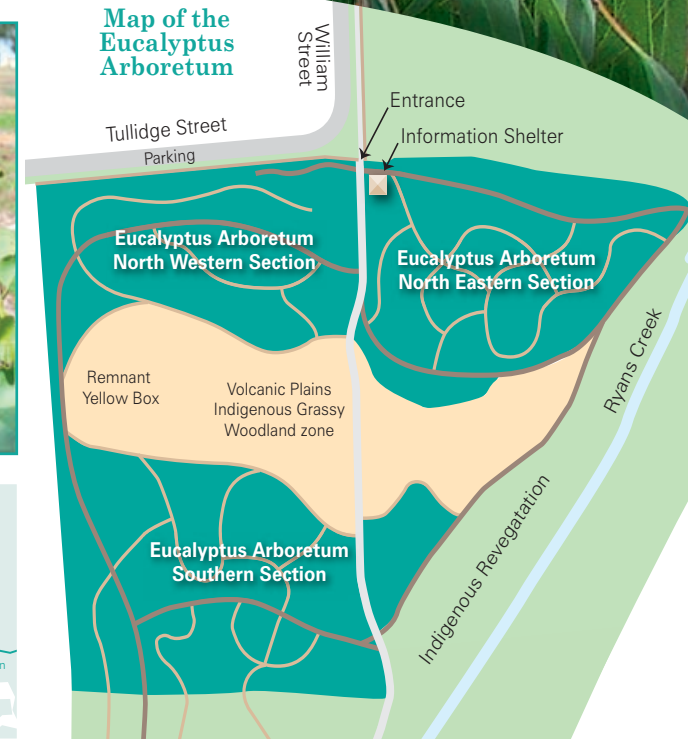 Map of the
Eucalyptus
Arboretum
William
Street
Tullidge Street
Parking
Entrance
Information Shelter
Eucalyptus Arboretum
North Western Section
Eucalyptus Arboretum
North Eastern Section
Remnant
Yellow Box
Volcanic Plains
Indigenous Grassy
Woodland zone
Ryans Creek
Indigenous Revegatation
Eucalyptus Arboretum
Southern Section
n